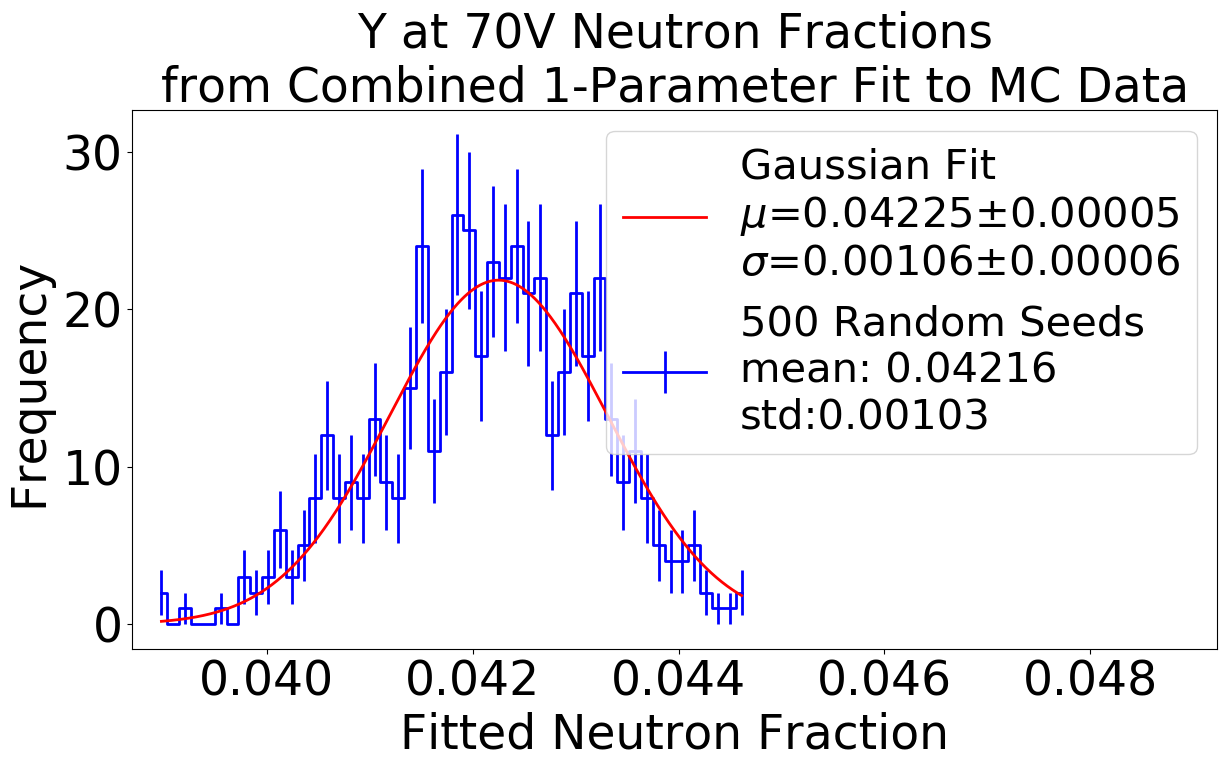 Y at 70V Neutron Fractions
from Combined 1-Parameter Fit to MC Data
Frequency
30
20
10
0
Gaussian Fit
μ=0.04225±0.00005
σ=0.00106±0.00006
500 Random Seeds
mean: 0.04216
std:0.00103
0.040 0.042 0.044 0.046 0.048
Fitted Neutron Fraction